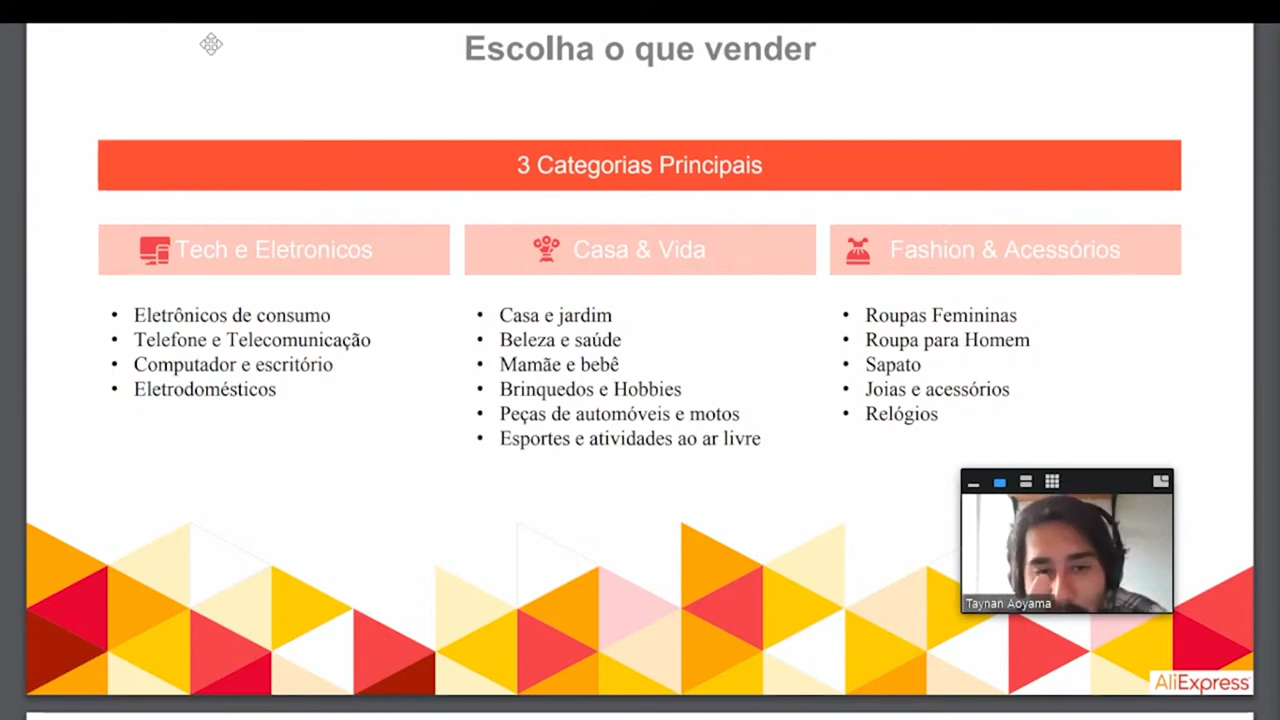 Escolha o que vender
3 Categorias Principais
Tech e Eletronicos
Casa & Vida
Fashion & Acessórios
• Eletrônicos de consumo
• Telefone e Telecomunicação
• Computador e escritório
• Eletrodomésticos
• Casa e jardim
• Beleza e saúde
• Mamãe e bebê
• Brinquedos e Hobbies
• Peças de automóveis e motos
• Esportes e atividades ao ar livre
• Roupas Femininas
• Roupa para Homem
• Sapato
• Joias e acessórios
• Relógios
Taynan Aoyama
AliExpress